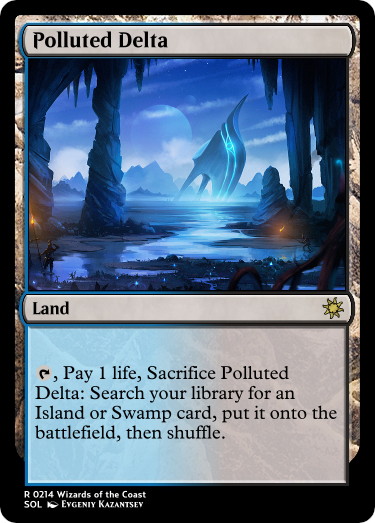 Polluted Delta
Land
, Pay 1 life, Sacrifice Polluted
Delta: Search your library for an
Island or Swamp card, put it onto the
battlefield, then shuffle.
R 0214 Wizards of the Coast
SOL Evgeniy Kazantsev